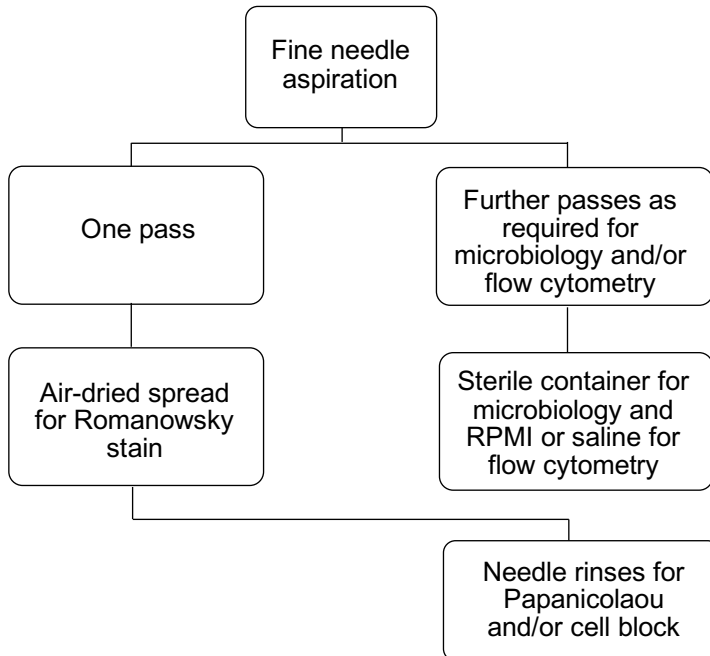 Fine needle
aspiration
One pass
Further passes as
required for
microbiology and/or
flow cytometry
Air-dried spread
for Romanowsky
stain
Sterile container for
microbiology and
RPMI or saline for
flow cytometry
Needle rinses for
Papanicolaou
and/or cell block